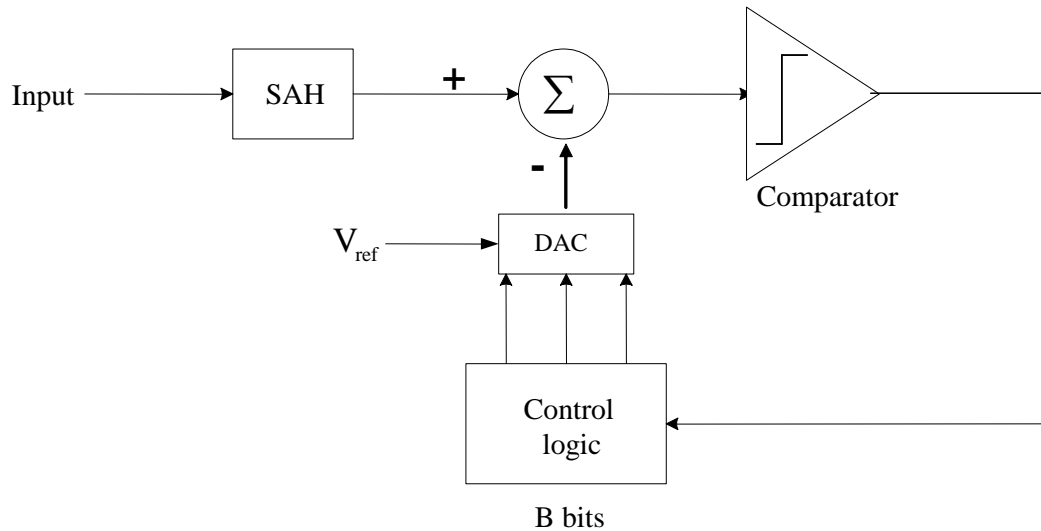 Input
SAH
+
Σ
-
Comparator
V_ref
DAC
Control
logic
B bits